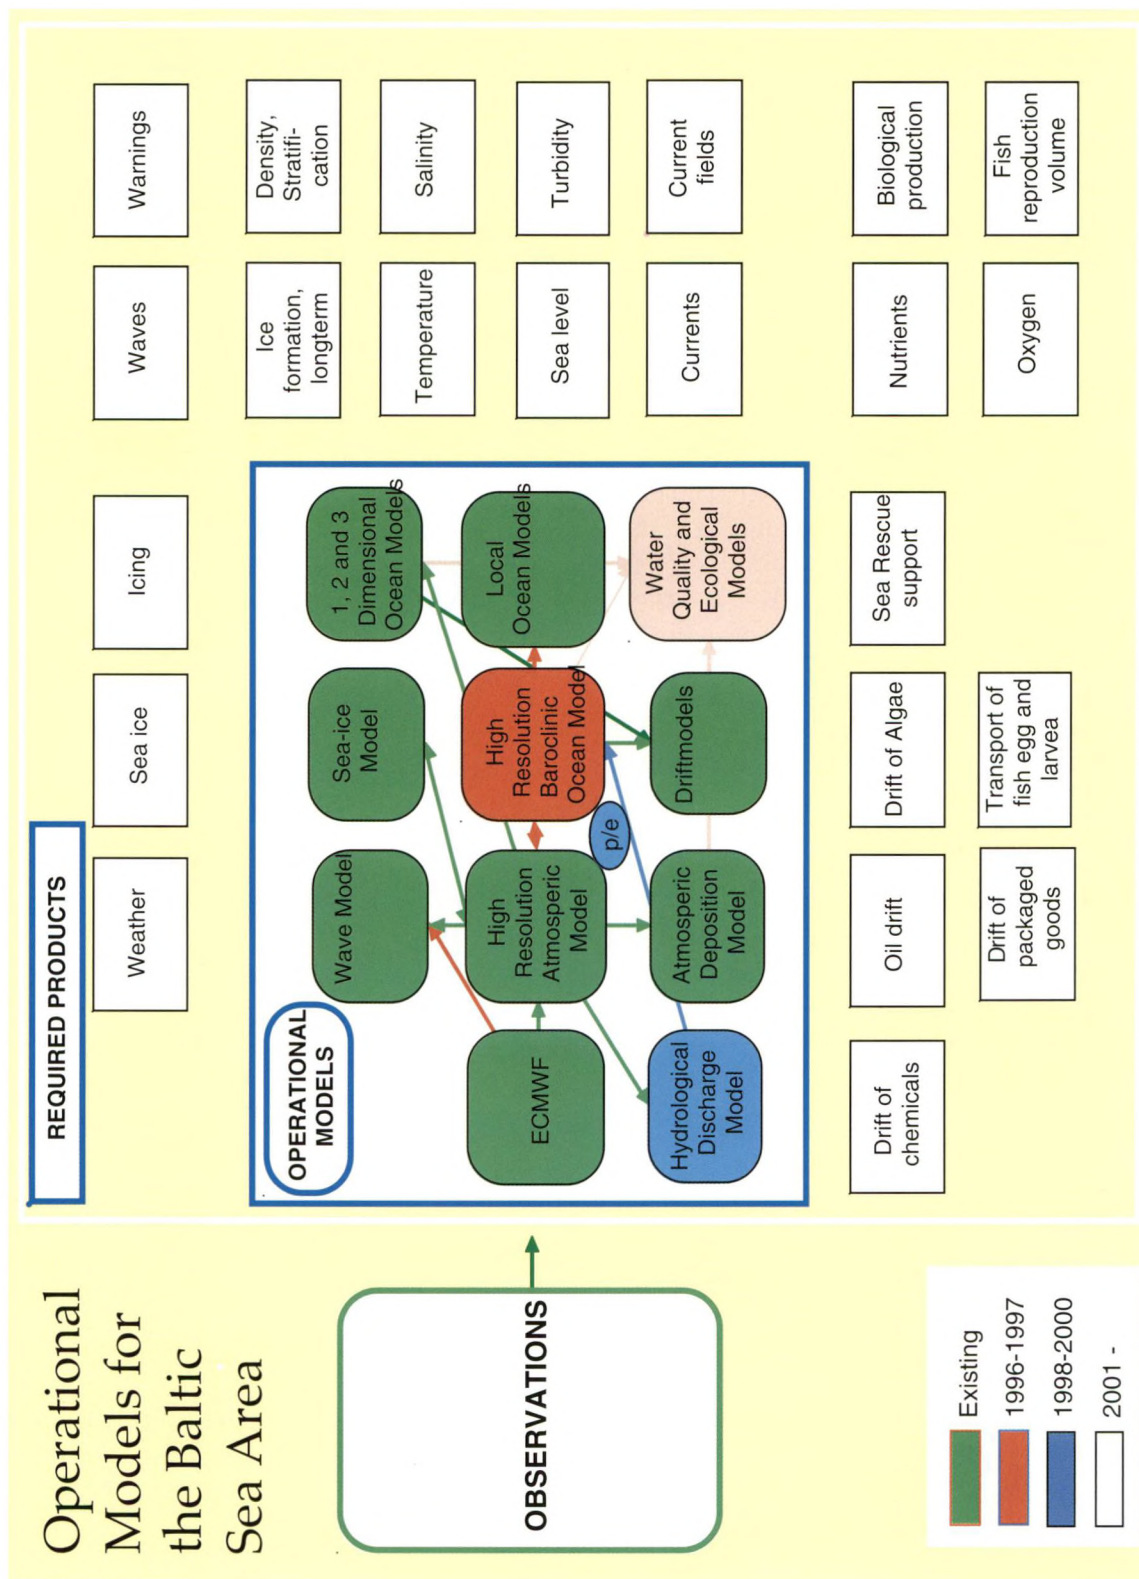 Operational
Models for
the Baltic
Sea Area
REQUIRED PRODUCTS
Weather
Sea ice
Icing
Waves
Warnings
OPERATIONAL
MODELS
Wave Model
Sea-ice
Model
1, 2 and 3
Dimensional
Ocean Models
Ice
formation,
longterm
Density,
Stratifi-
cation
Temperature
Salinity
OBSERVATIONS
ECMWF
High
Resolution
Atmosperic
Model
High
Resolution
Baroclinic
Ocean Model
Local
Ocean Models
Sea level
Turbidity
p/e
Hydrological
Discharge
Model
Atmosperic
Deposition
Model
Driftmodels
Water
Quality and
Ecological
Models
Currents
Current
fields
Drift of
chemicals
Oil drift
Drift of Algae
Sea Rescue
support
Nutrients
Biological
production
Drift of
packaged
goods
Transport of
fish egg and
larvea
Oxygen
Fish
reproduction
volume
Existing
1996-1997
1998-2000
2001 -